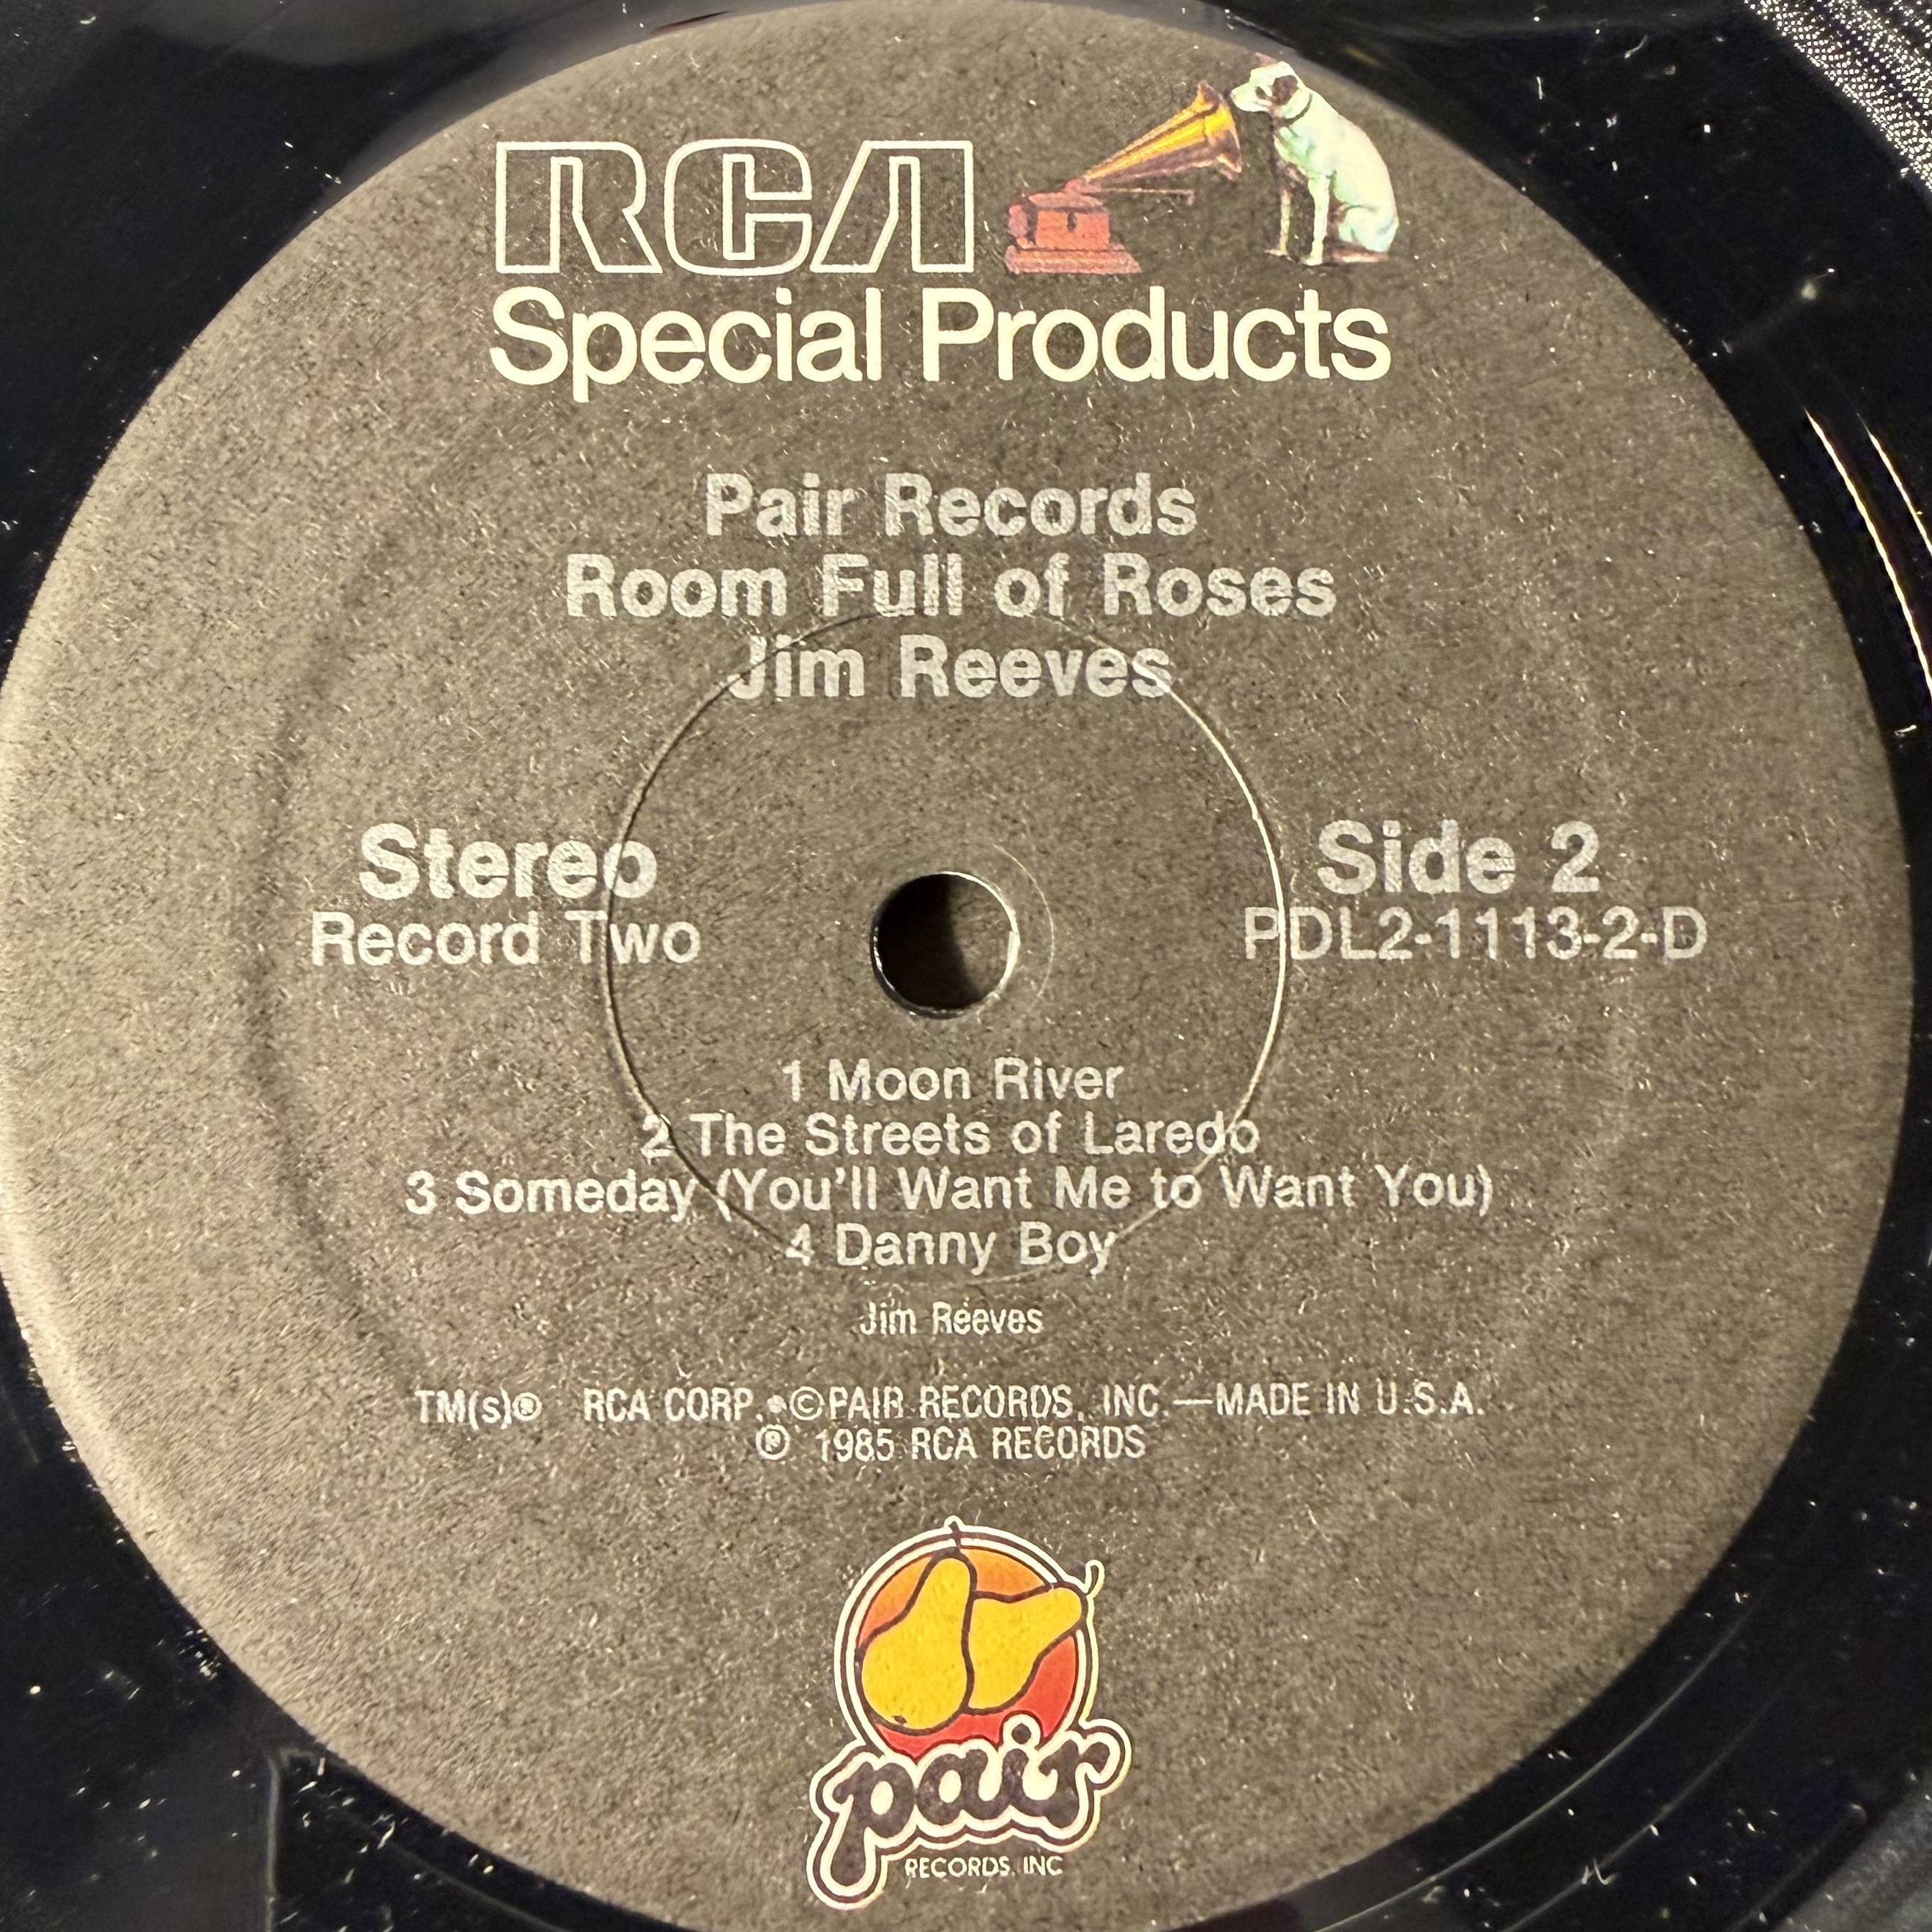 RCA
Special Products
Pair Records
Room Full of Roses
Jim Reeves
Stereo
Record Two
Side 2
PDL2-1113-2-D
1 Moon River
2 The Streets of Laredo
3 Someday (You'll Want Me to Want You)
4 Danny Boy
Jim Reeves
TM(s)® RCA CORP.•©PAIR RECORDS, INC.—MADE IN U.S.A.
℗ 1985 RCA RECORDS
pair
RECORDS, INC